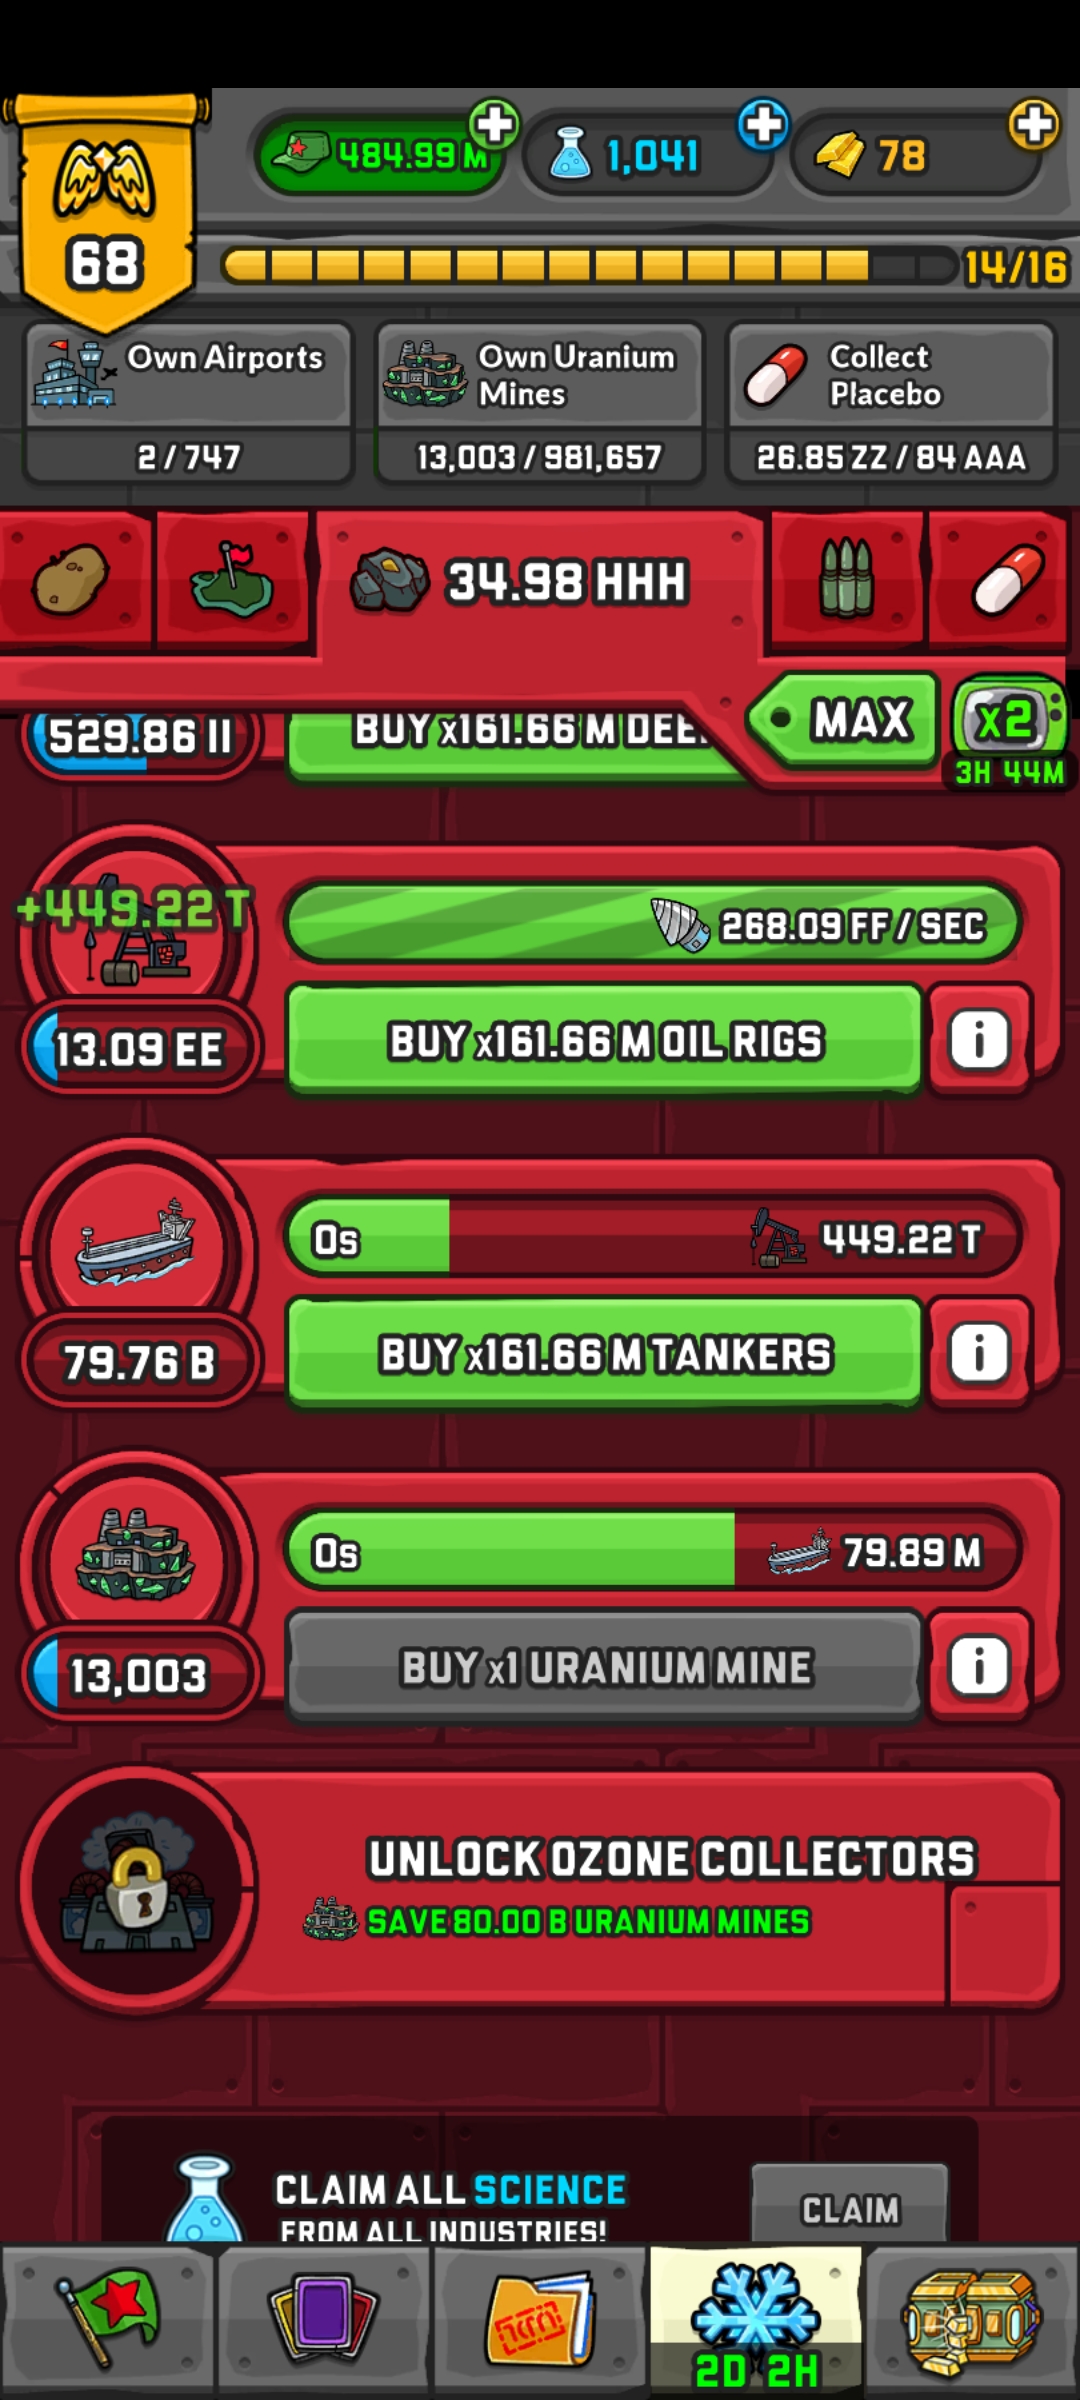 484.99 M
1,041
78
68
14/16
Own Airports
2 / 747
Own Uranium
Mines
13,003 / 981,657
Collect
Placebo
26.85 ZZ / 84 AAA
34.98 HHH
MAX
x2
3H 44M
529.86 II
BUY x161.66 M DEE
+449.22 T
268.09 FF / SEC
13.09 EE
BUY x161.66 M OIL RIGS
i
0s
449.22 T
79.76 B
BUY x161.66 M TANKERS
i
0s
79.89 M
13,003
BUY x1 URANIUM MINE
i
UNLOCK OZONE COLLECTORS
SAVE 80.00 B URANIUM MINES
CLAIM ALL SCIENCE
FROM ALL INDUSTRIES!
CLAIM
2D 2H